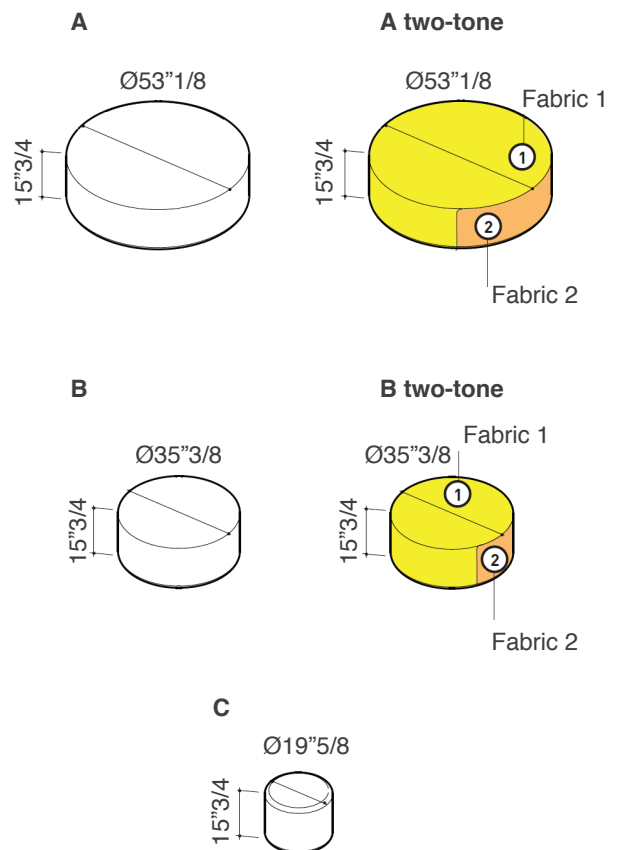 A
A two-tone
Ø53”1/8
Ø53”1/8
Fabric 1
15”3/4
15”3/4
1
2
Fabric 2
B
B two-tone
Fabric 1
Ø35”3/8
Ø35”3/8
15”3/4
15”3/4
1
2
Fabric 2
C
Ø19”5/8
15”3/4